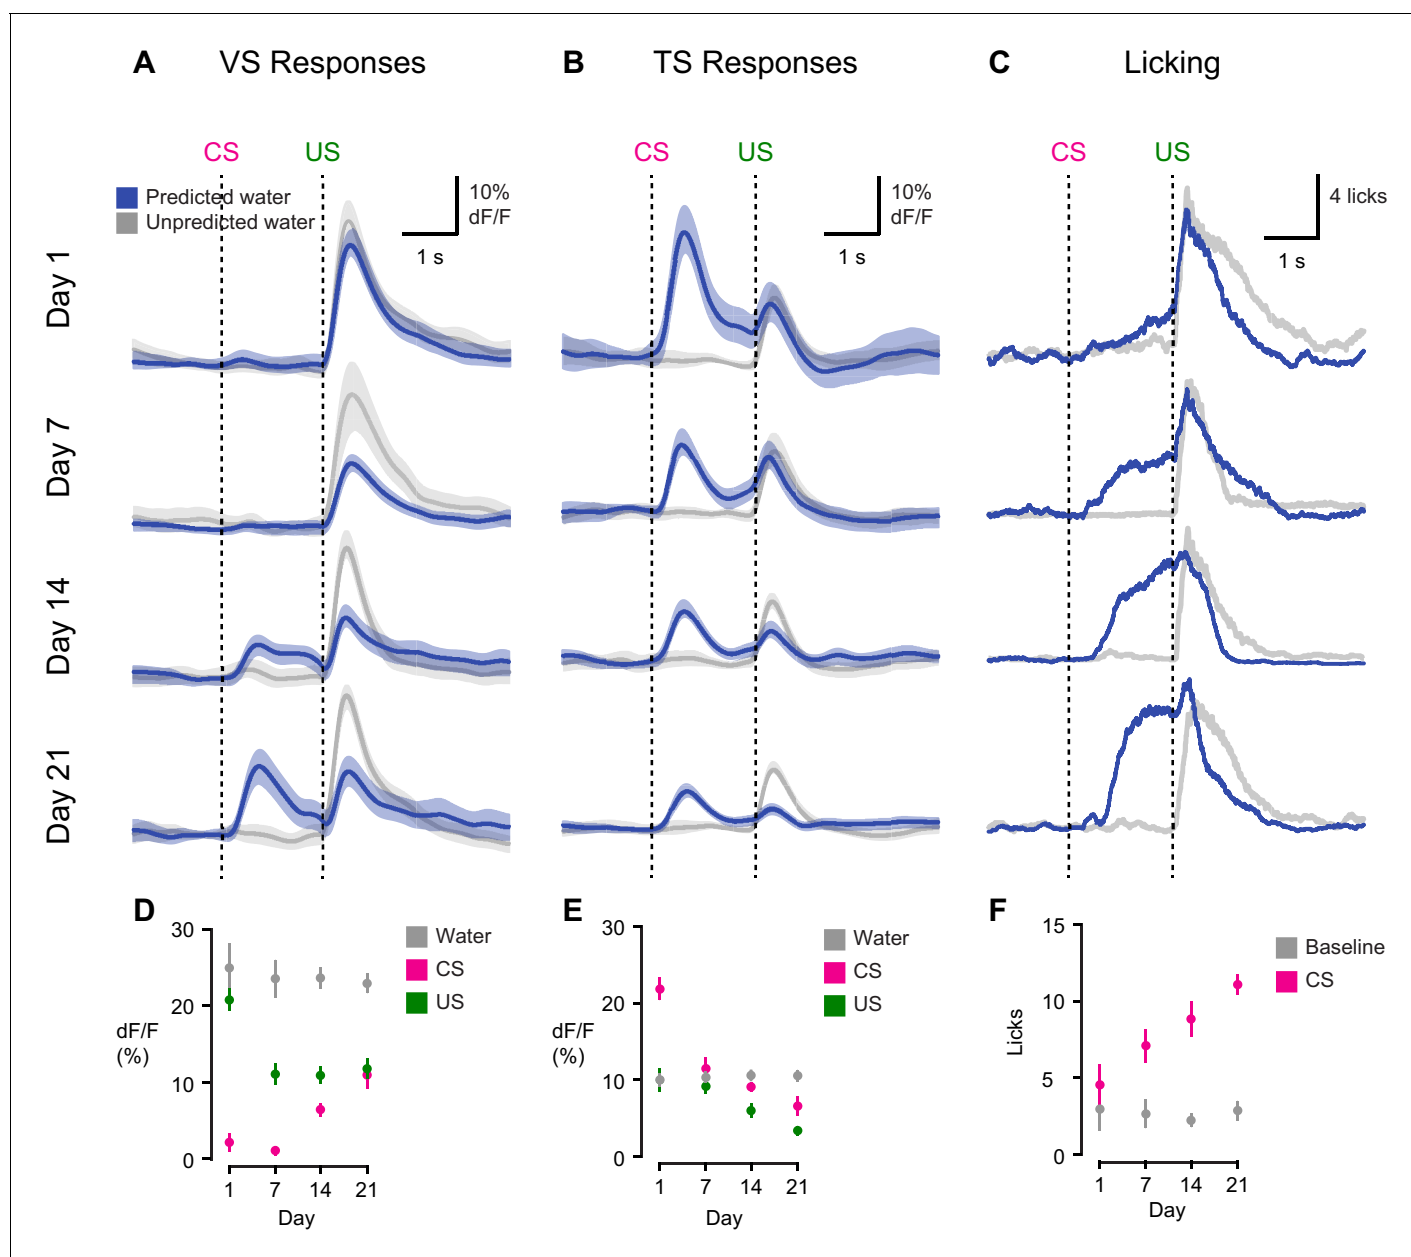 A VS Responses
B TS Responses
C Licking
CS US
CS US
CS US
Predicted water
Unpredicted water
10%
dF/F
1 s
10%
dF/F
1 s
4 licks
1 s
Day 1
Day 7
Day 14
Day 21
D
30
20
10
0
dF/F
(%)
1 7 14 21
Day
Water
CS
US
E
30
20
10
0
dF/F
(%)
1 7 14 21
Day
Water
CS
US
F
15
10
5
0
Licks
1 7 14 21
Day
Baseline
CS